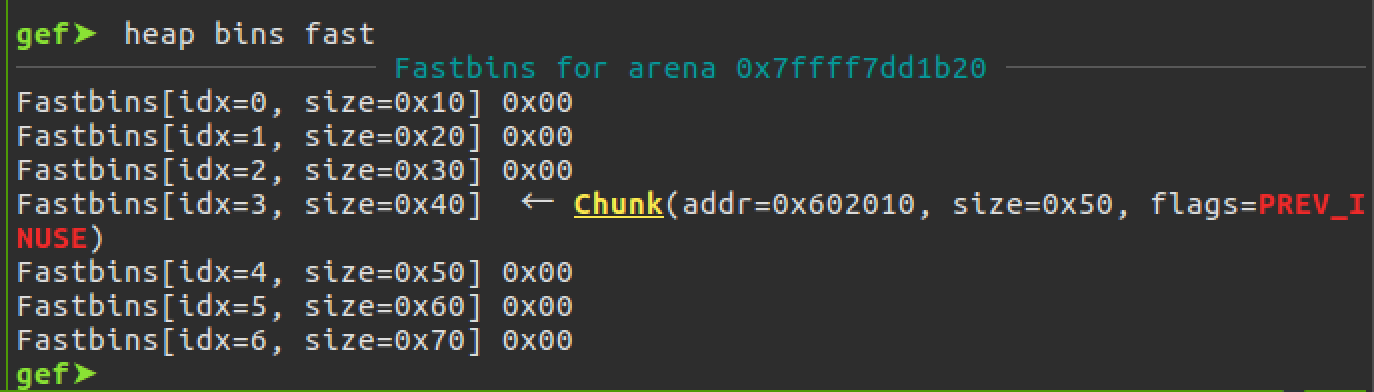 gef➤  heap bins fast
Fastbins for arena 0x7ffff7dd1b20
Fastbins[idx=0, size=0x10] 0x00
Fastbins[idx=1, size=0x20] 0x00
Fastbins[idx=2, size=0x30] 0x00
Fastbins[idx=3, size=0x40]  ← Chunk(addr=0x602010, size=0x50, flags=PREV_I
NUSE)
Fastbins[idx=4, size=0x50] 0x00
Fastbins[idx=5, size=0x60] 0x00
Fastbins[idx=6, size=0x70] 0x00
gef➤